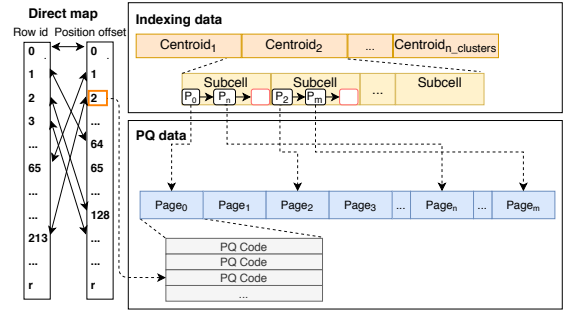 Direct map
Row id Position offset
0 0
1 1
2 2
3 ...
... 64
65 65
... ...
... 128
213 ...
... ...
r r
Indexing data
Centroid1 Centroid2 ... Centroidn_clusters
Subcell Subcell ... Subcell
P0 Pn P2 Pm
PQ data
Page0 Page1 Page2 Page3 ... Pagen ... Pagem
PQ Code
PQ Code
PQ Code
...